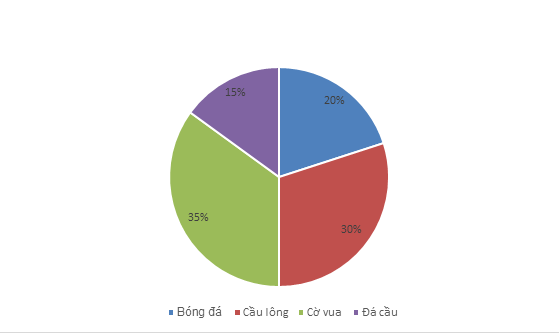 15%
20%
35%
30%
Bóng đá Cầu lông Cờ vua Đá cầu